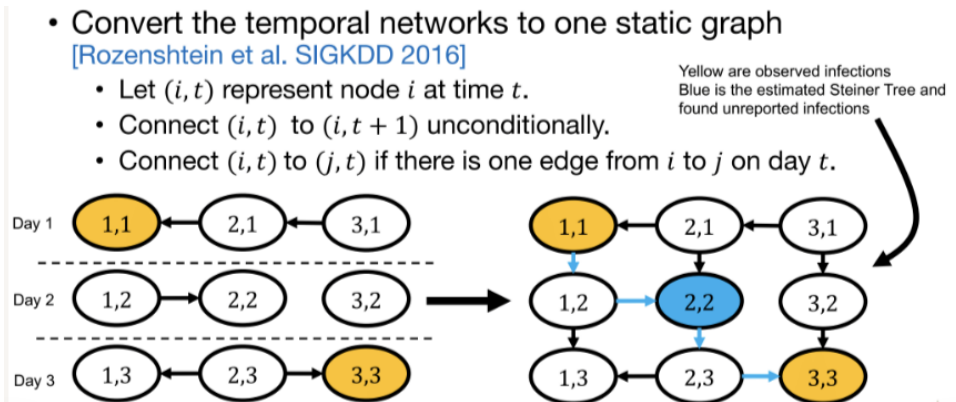 • Convert the temporal networks to one static graph
[Rozenshtein et al. SIGKDD 2016]
• Let (i, t) represent node i at time t.
• Connect (i, t) to (i, t + 1) unconditionally.
• Connect (i, t) to (j, t) if there is one edge from i to j on day t.
Yellow are observed infections
Blue is the estimated Steiner Tree and
found unreported infections
Day 1 1,1 2,1 3,1
Day 2 1,2 2,2 3,2
Day 3 1,3 2,3 3,3
1,1 2,1 3,1
1,2 2,2 3,2
1,3 2,3 3,3